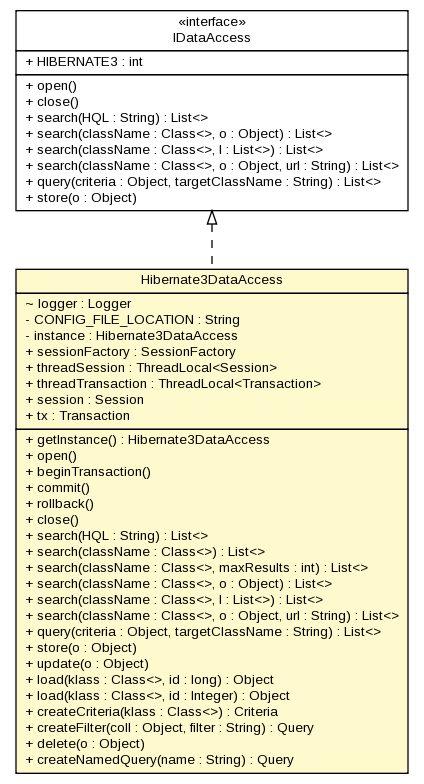 «interface»
IDataAccess
+ HIBERNATE3 : int
+ open()
+ close()
+ search(HQL : String) : List<>
+ search(className : Class<>, o : Object) : List<>
+ search(className : Class<>, l : List<>) : List<>
+ search(className : Class<>, o : Object, url : String) : List<>
+ query(criteria : Object, targetClassName : String) : List<>
+ store(o : Object)
Hibernate3DataAccess
~ logger : Logger
- CONFIG_FILE_LOCATION : String
- instance : Hibernate3DataAccess
+ sessionFactory : SessionFactory
+ threadSession : ThreadLocal<Session>
+ threadTransaction : ThreadLocal<Transaction>
+ session : Session
+ tx : Transaction
+ getInstance() : Hibernate3DataAccess
+ open()
+ beginTransaction()
+ commit()
+ rollback()
+ close()
+ search(HQL : String) : List<>
+ search(className : Class<>) : List<>
+ search(className : Class<>, maxResults : int) : List<>
+ search(className : Class<>, o : Object) : List<>
+ search(className : Class<>, l : List<>) : List<>
+ search(className : Class<>, o : Object, url : String) : List<>
+ query(criteria : Object, targetClassName : String) : List<>
+ store(o : Object)
+ update(o : Object)
+ load(klass : Class<>, id : long) : Object
+ load(klass : Class<>, id : Integer) : Object
+ createCriteria(klass : Class<>) : Criteria
+ createFilter(coll : Object, filter : String) : Query
+ delete(o : Object)
+ createNamedQuery(name : String) : Query